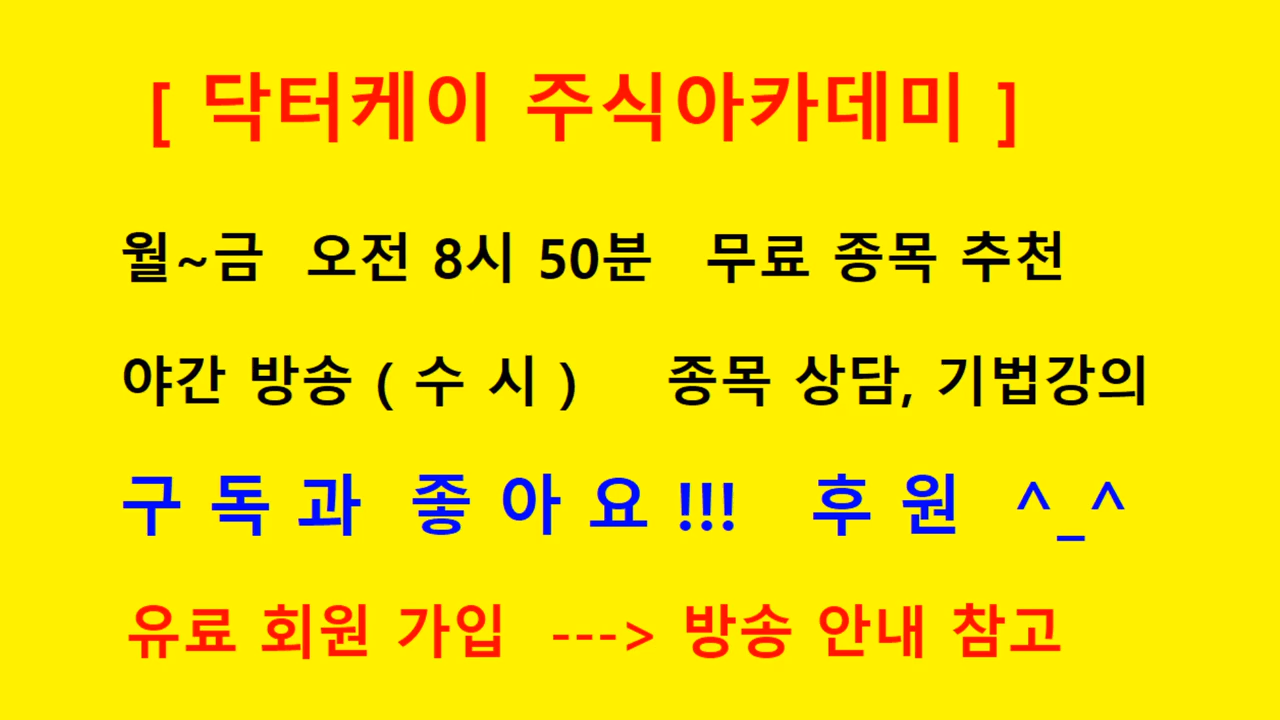 [ 닥터케이 주식아카데미 ]
월~금 오전 8시 50분 무료 종목 추천
야간 방송 ( 수 시 ) 종목 상담, 기법강의
구 독 과 좋 아 요 !!! 후 원 ^_^
유료 회원 가입 ---> 방송 안내 참고